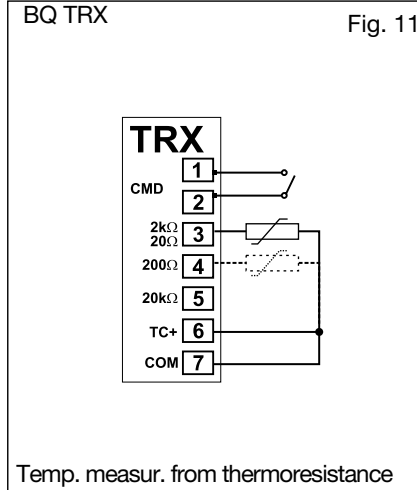 BQ TRX
Fig. 11
TRX
1
CMD
2
2kΩ
20Ω
3
200Ω
4
20kΩ
5
TC+
6
COM
7
Temp. measur. from thermoresistance